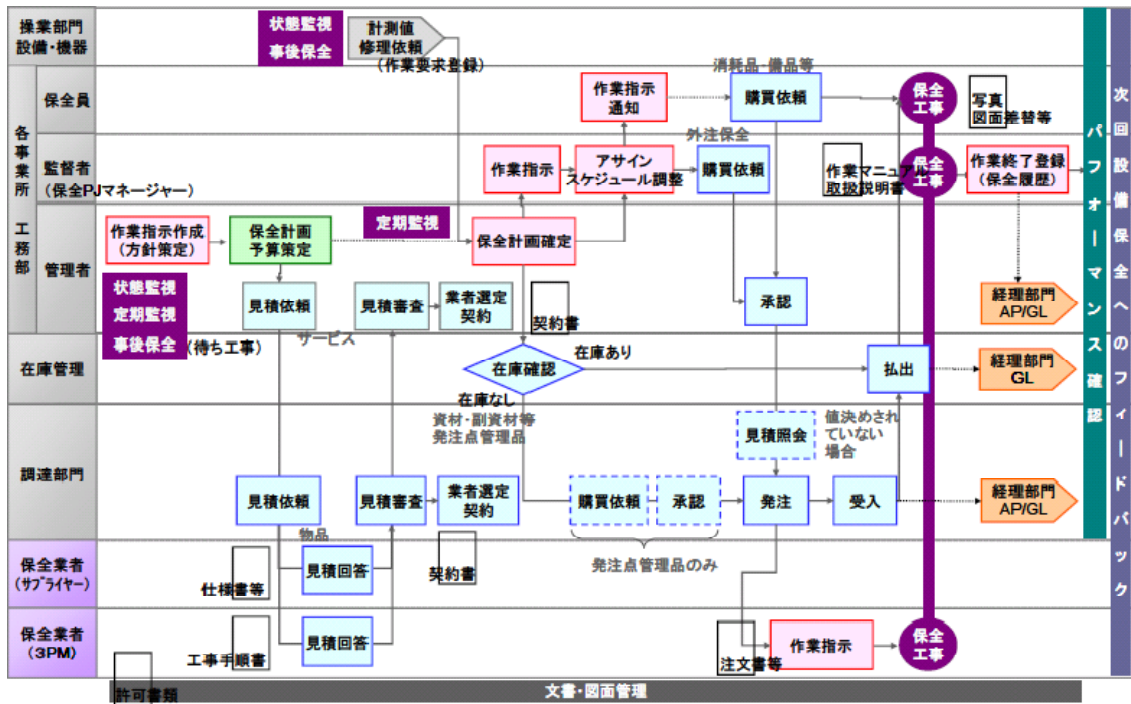 操業部門
設備・機器
状態監視
事後保全
計測値
修理依頼
(作業要求登録)
各事業所　工務部
保全員
作業指示
通知
消耗品・備品等
購買依頼
保全
工事
写真
図面差替等
監督者
(保全PJマネージャー)
作業指示
アサイン
スケジュール調整
外注保全
購買依頼
作業マニュアル
取扱説明書
保全
工事
作業終了登録
(保全履歴)
管理者
作業指示作成
(方針策定)
保全計画
予算策定
定期監視
保全計画確定
状態監視
定期監視
事後保全
(待ち工事)
見積依頼
サービス
見積審査
業者選定
契約
契約書
承認
経理部門
AP/GL
在庫管理
在庫確認
在庫あり
在庫なし
払出
経理部門
GL
調達部門
資材・副資材等
発注点管理品
見積照会
値決めされ
ていない
場合
見積依頼
物品
見積審査
業者選定
契約
購買依頼
承認
発注
受入
経理部門
AP/GL
発注点管理品のみ
保全業者
(サプライヤー)
仕様書等
見積回答
契約書
保全業者
(3PM)
工事手順書
見積回答
注文書等
作業指示
保全
工事
許可書類
文書・図面管理
パフォーマンス確認
次回設備保全へのフィードバック